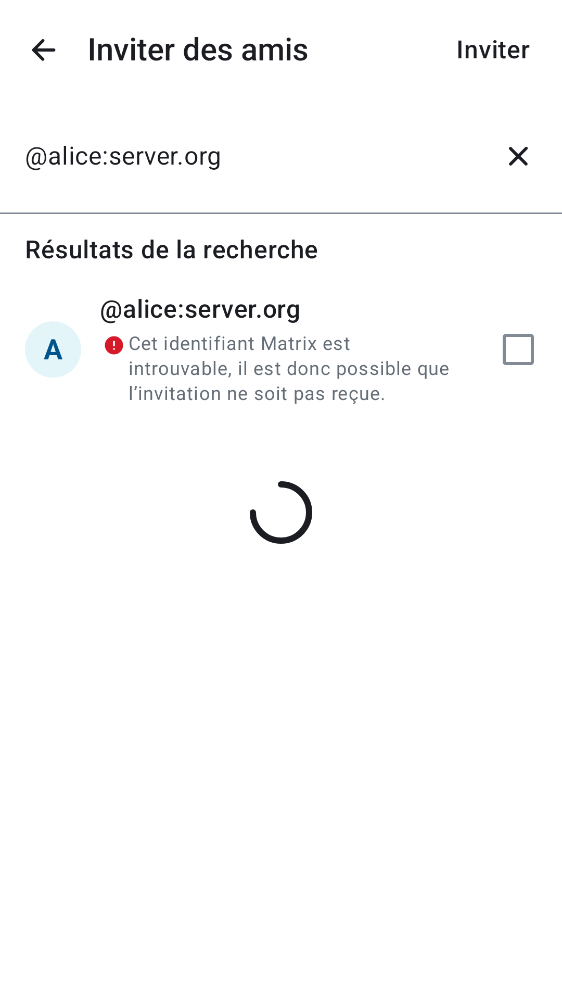 Inviter des amis
Inviter
@alice:server.org
Résultats de la recherche
@alice:server.org
A
Cet identifiant Matrix est
introuvable, il est donc possible que
l’invitation ne soit pas reçue.